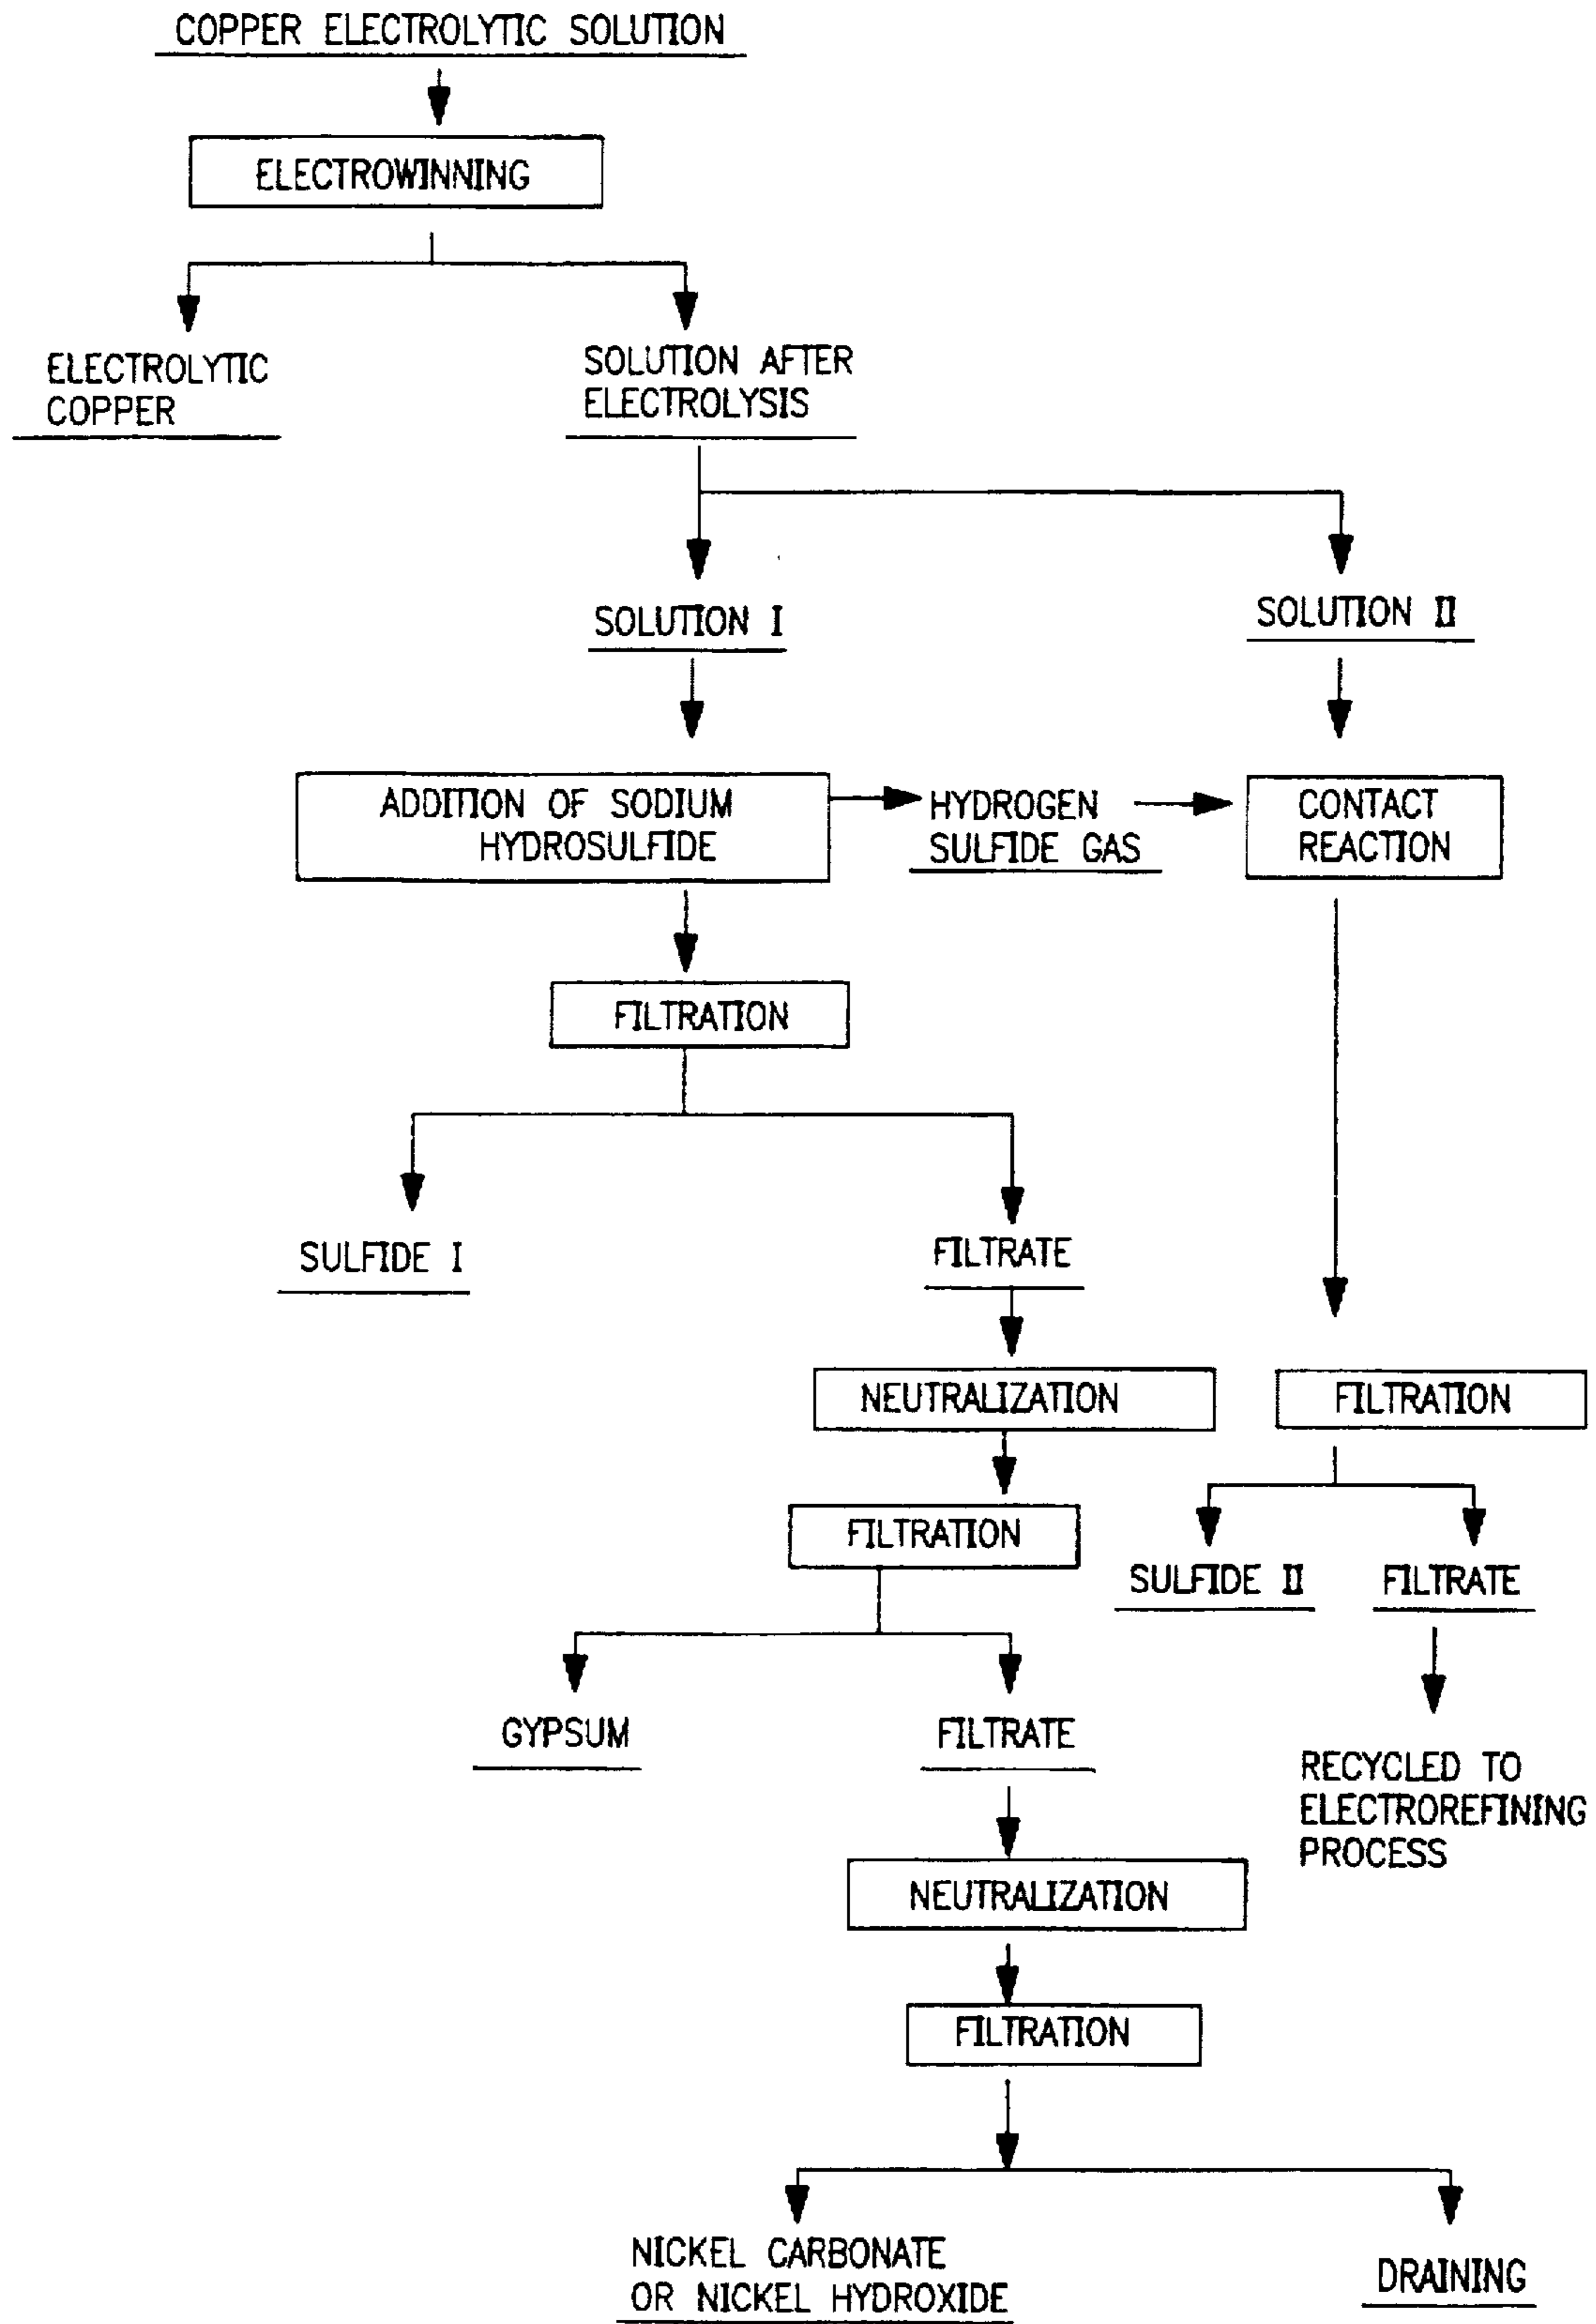 COPPER ELECTROLYTIC SOLUTION
ELECTROWINNING
ELECTROLYTIC
COPPER
SOLUTION AFTER
ELECTROLYSIS
SOLUTION I
SOLUTION II
ADDITION OF SODIUM
HYDROSULFIDE
HYDROGEN
SULFIDE GAS
CONTACT
REACTION
FILTRATION
SULFIDE I
FILTRATE
NEUTRALIZATION
FILTRATION
FILTRATION
SULFIDE II
FILTRATE
GYPSUM
FILTRATE
RECYCLED TO
ELECTROREFINING
PROCESS
NEUTRALIZATION
FILTRATION
NICKEL CARBONATE
OR NICKEL HYDROXIDE
DRAINING